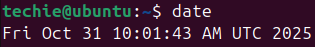 techie@ubuntu:~$ date
Fri Oct 31 10:01:43 AM UTC 2025